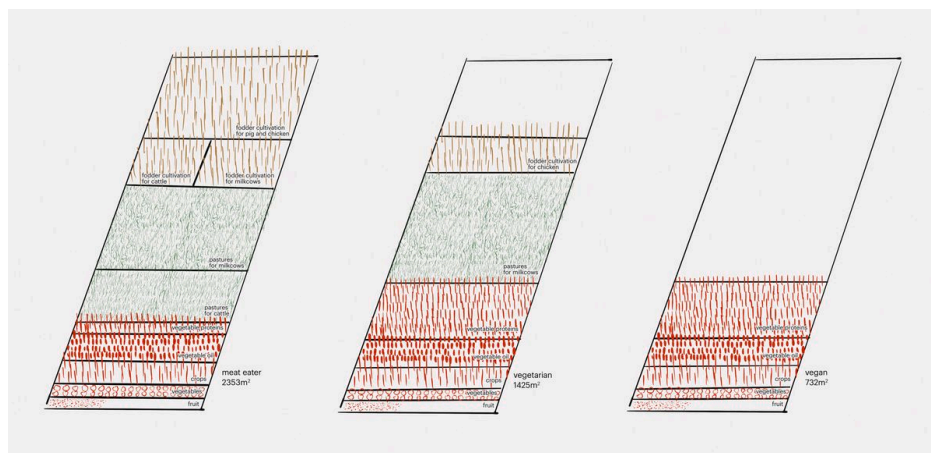 fodder cultivation
for pig and chicken
fodder cultivation
for cattle
fodder cultivation
for milkcows
pastures
for milkcows
pastures
for cattle
vegetable proteins
vegetable oil
crops
vegetables
fruit
meat eater
2353m²
fodder cultivation
for chicken
pastures
for milkcows
vegetable proteins
vegetable oil
crops
vegetables
fruit
vegetarian
1425m²
vegetable proteins
vegetable oil
crops
vegetables
fruit
vegan
732m²